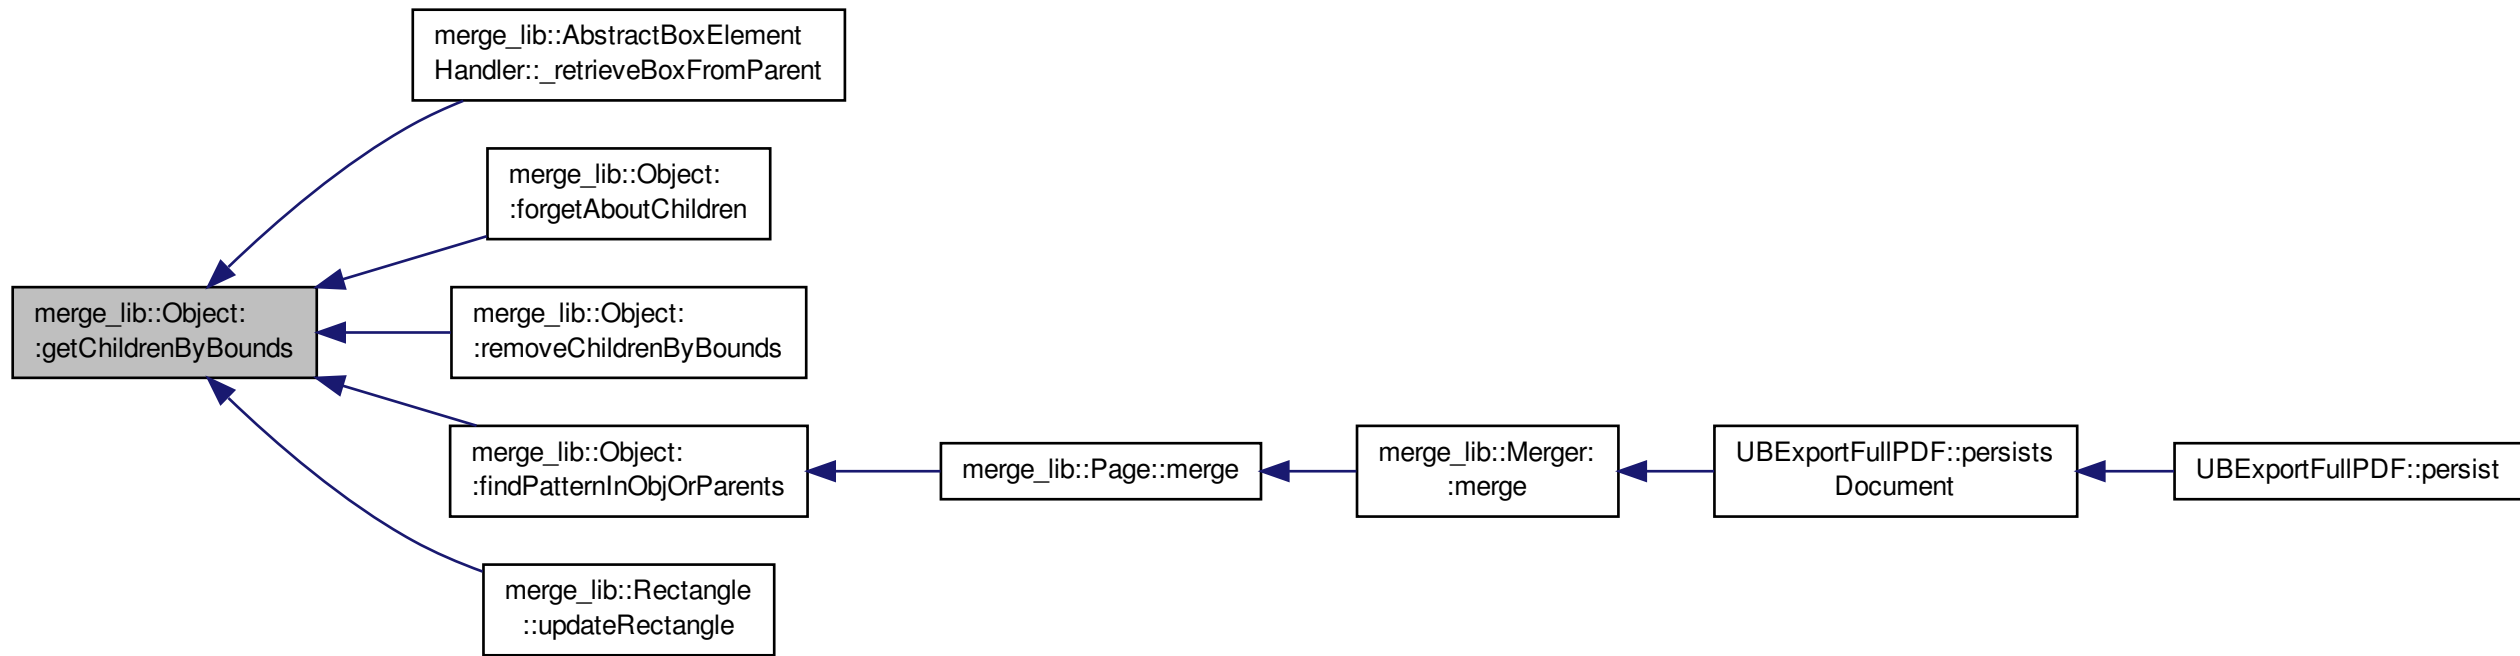 merge_lib::AbstractBoxElement
Handler::_retrieveBoxFromParent
merge_lib::Object:
:forgetAboutChildren
merge_lib::Object:
:getChildrenByBounds
merge_lib::Object:
:removeChildrenByBounds
merge_lib::Object:
:findPatternInObjOrParents
merge_lib::Page::merge
merge_lib::Merger:
:merge
UBExportFullPDF::persists
Document
UBExportFullPDF::persist
merge_lib::Rectangle
::updateRectangle